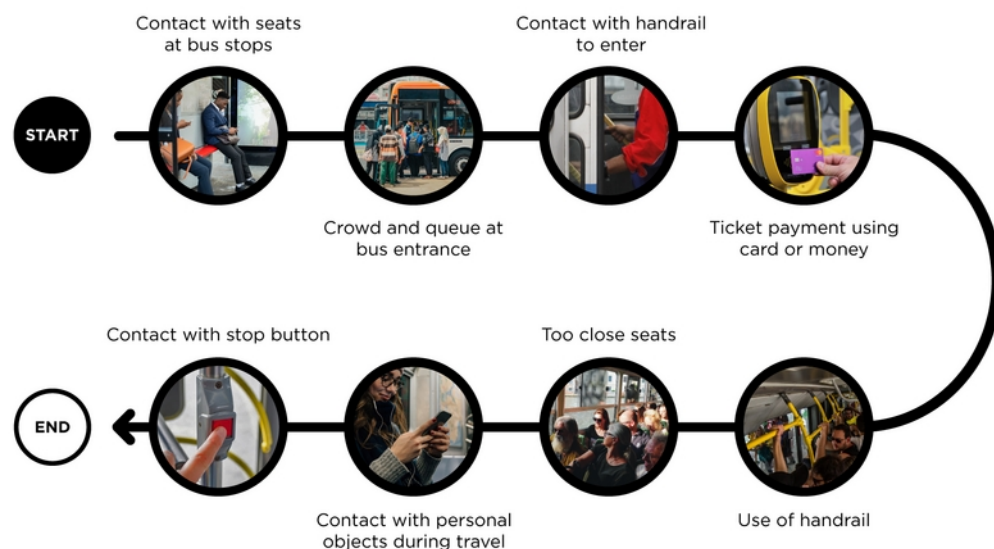 Contact with seats
at bus stops
Contact with handrail
to enter
START
Crowd and queue at
bus entrance
Ticket payment using
card or money
Contact with stop button
Too close seats
END
Contact with personal
objects during travel
Use of handrail